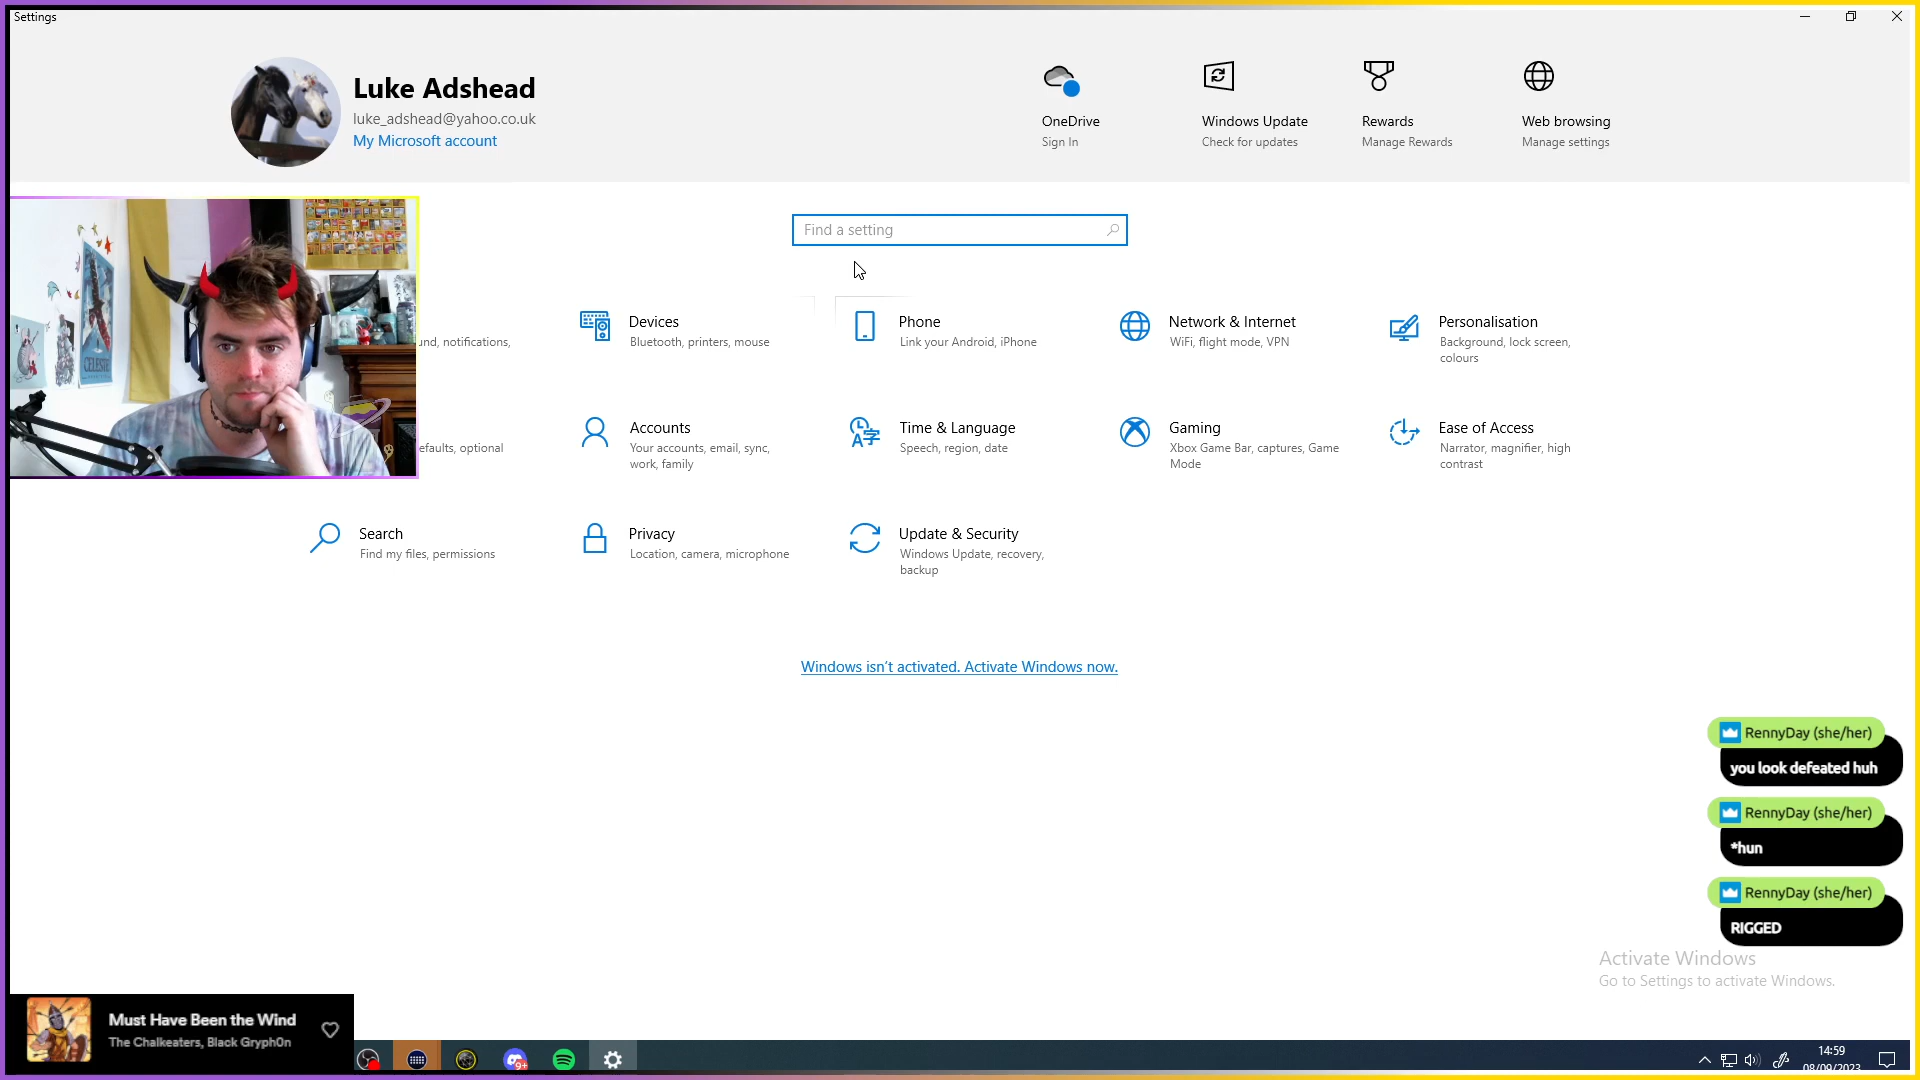 Settings
Luke Adshead
luke_adshead@yahoo.co.uk
My Microsoft account
OneDrive
Sign In
Windows Update
Check for updates
Rewards
Manage Rewards
Web browsing
Manage settings
Find a setting
notifications,
Devices
Bluetooth, printers, mouse
Phone
Link your Android, iPhone
Network & Internet
WiFi, flight mode, VPN
Personalisation
Background, lock screen,
colours
optional
Accounts
Your accounts, email, sync,
work, family
Time & Language
Speech, region, date
Gaming
Xbox Game Bar, captures, Game
Mode
Ease of Access
Narrator, magnifier, high
contrast
CELESTE
Search
Find my files, permissions
Privacy
Location, camera, microphone
Update & Security
Windows Update, recovery,
backup
Windows isn't activated. Activate Windows now.
RennyDay (she/her)
you look defeated huh
RennyDay (she/her)
*hun
RennyDay (she/her)
RIGGED
Activate Windows
Go to Settings to activate Windows.
Must Have Been the Wind
The Chalkeaters, Black Gryph0n
9+
14:59
08/09/2023